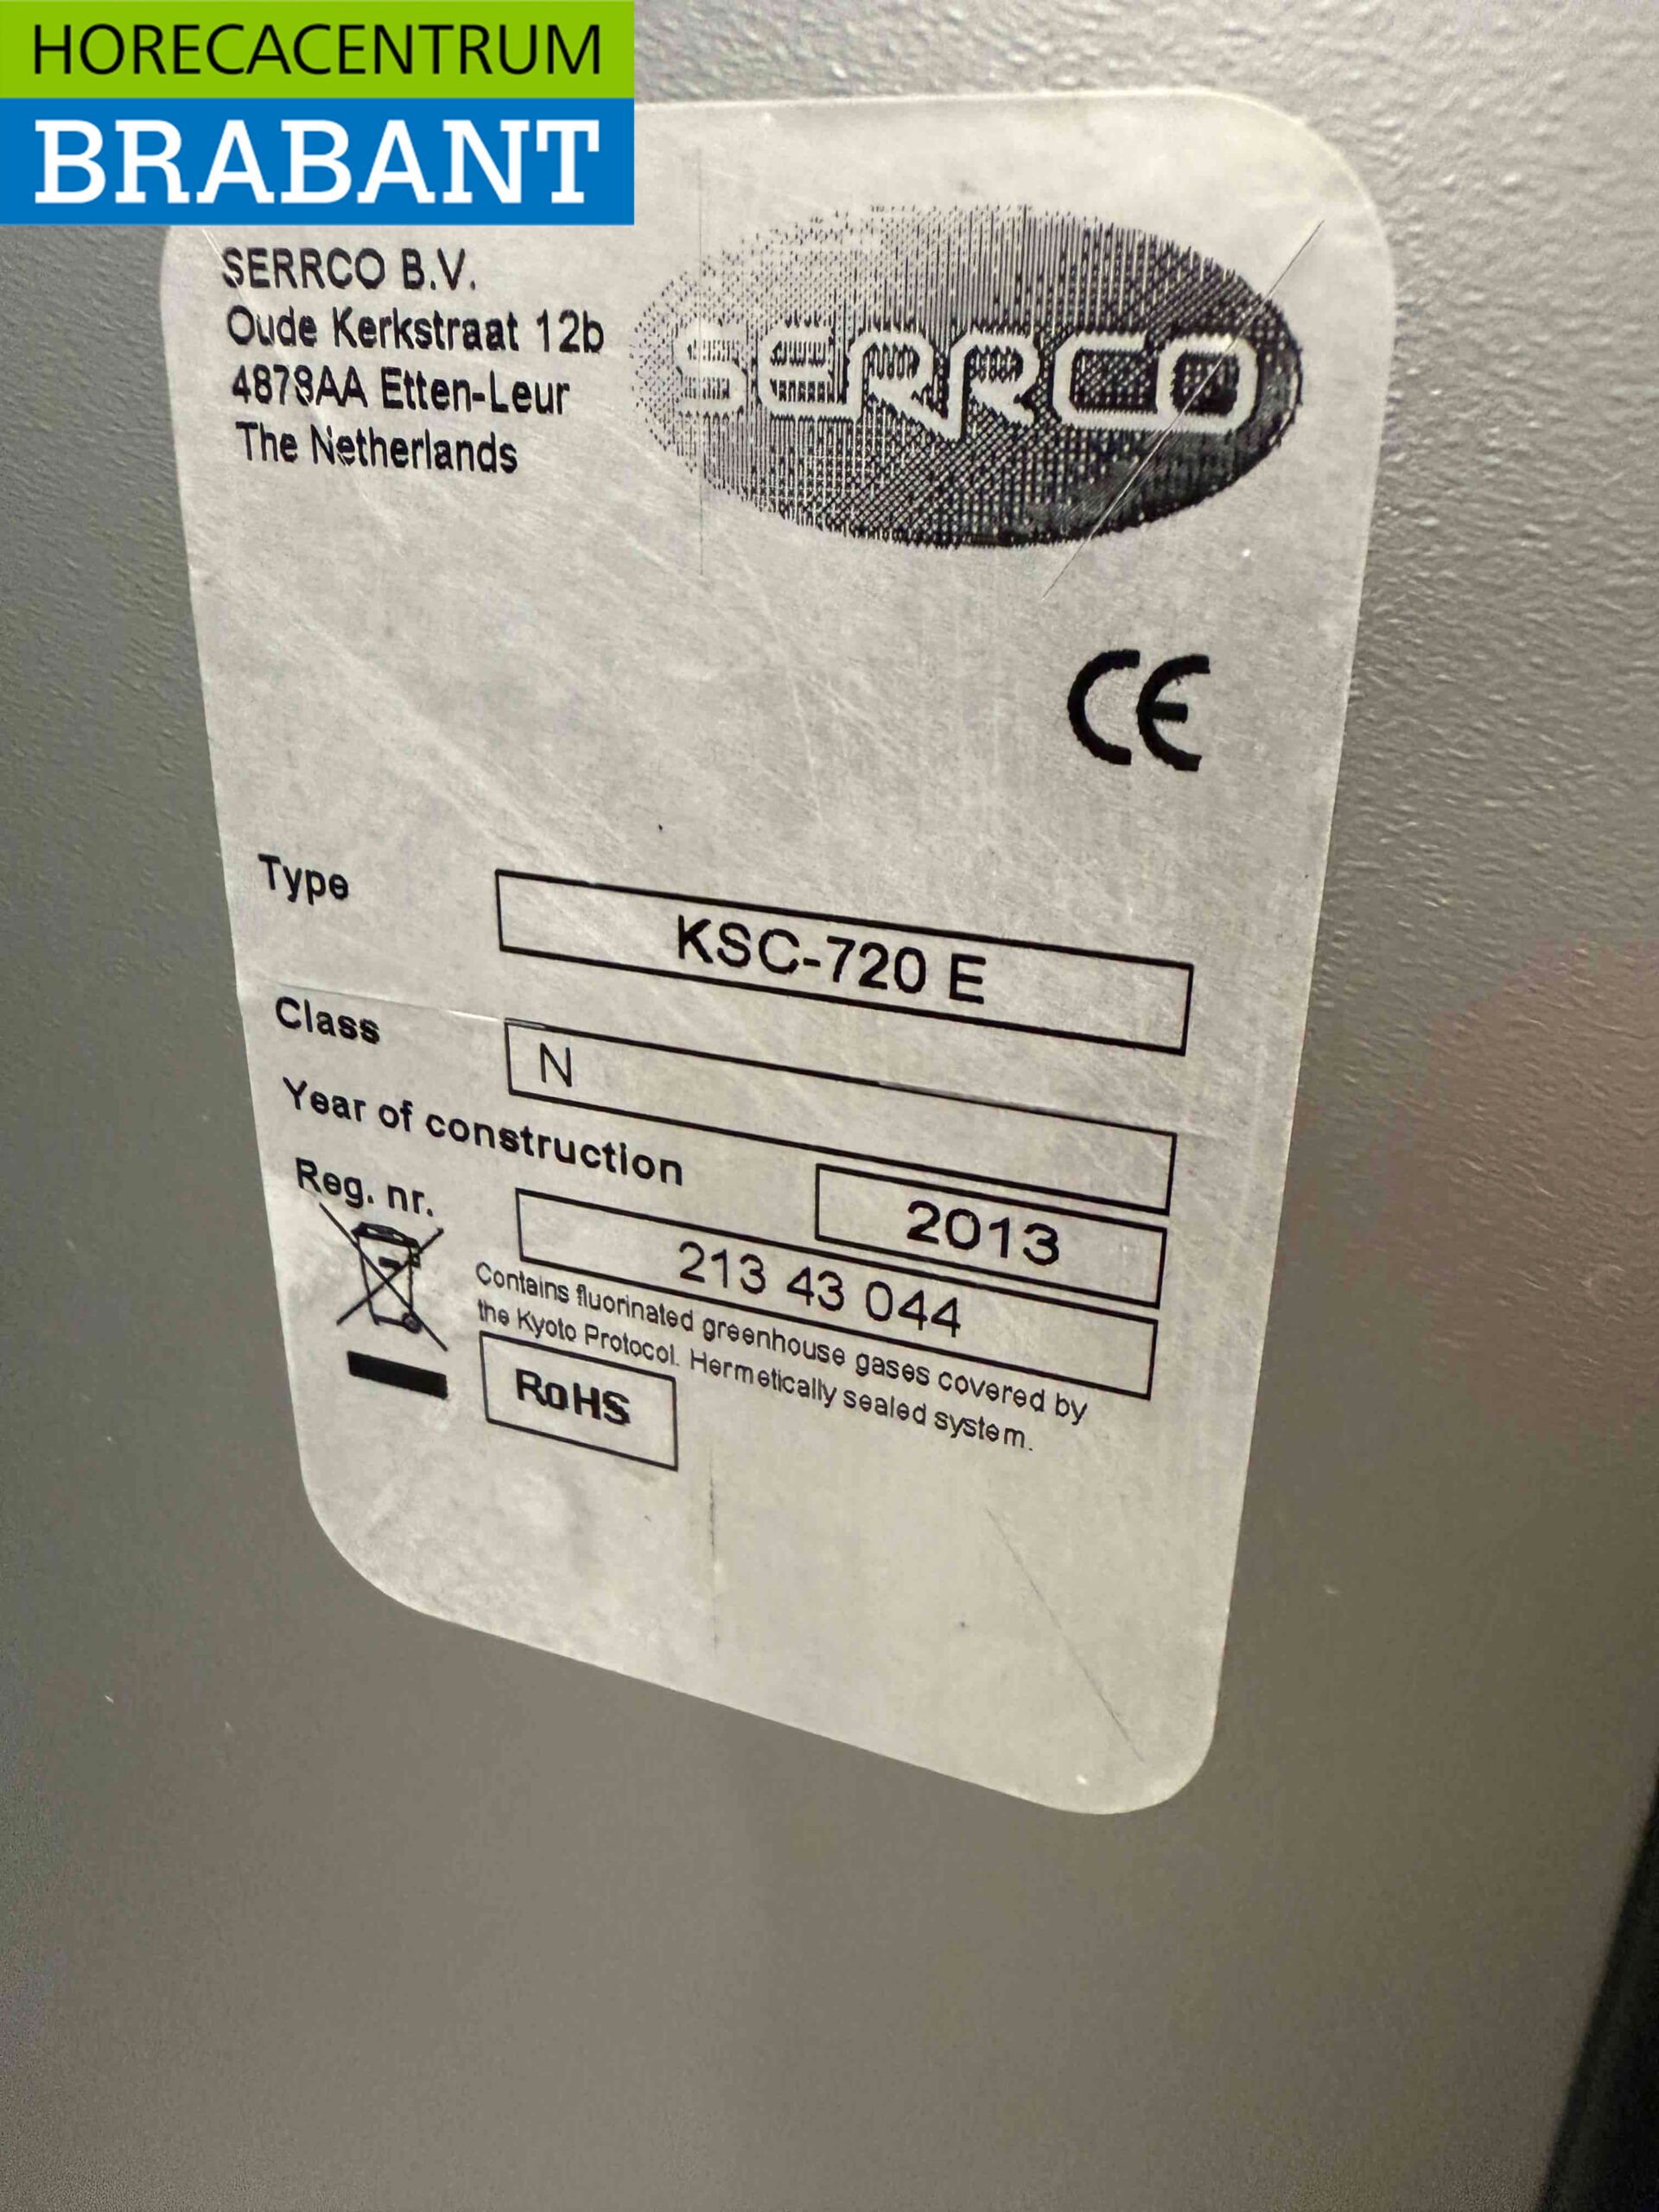 HORECACENTRUM
BRABANT
SERRCO B.V.
Oude Kerkstraat 12b
4878AA Etten-Leur
The Netherlands
SERRCO
CE
Type
KSC-720 E
Class
N
Year of construction
2013
Reg. nr.
213 43 044
Contains fluorinated greenhouse gases covered by
the Kyoto Protocol. Hermetically sealed system.
RoHS